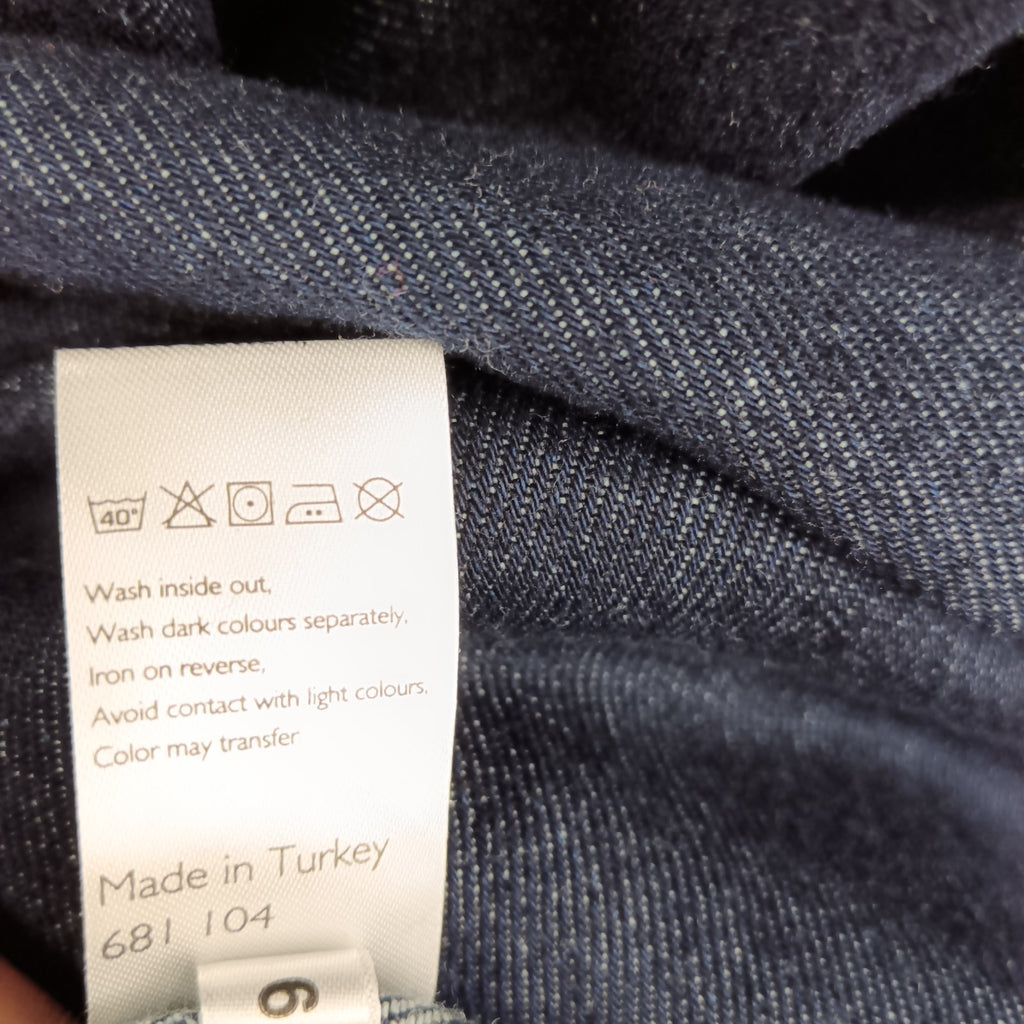 40°
Wash inside out,
Wash dark colours separately,
Iron on reverse,
Avoid contact with light colours,
Color may transfer
Made in Turkey
681 104